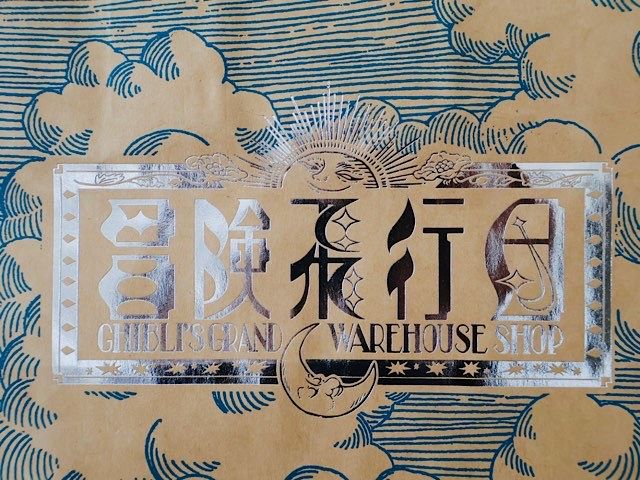 冒険飛行団
GHIBLI'S GRAND WAREHOUSE SHOP